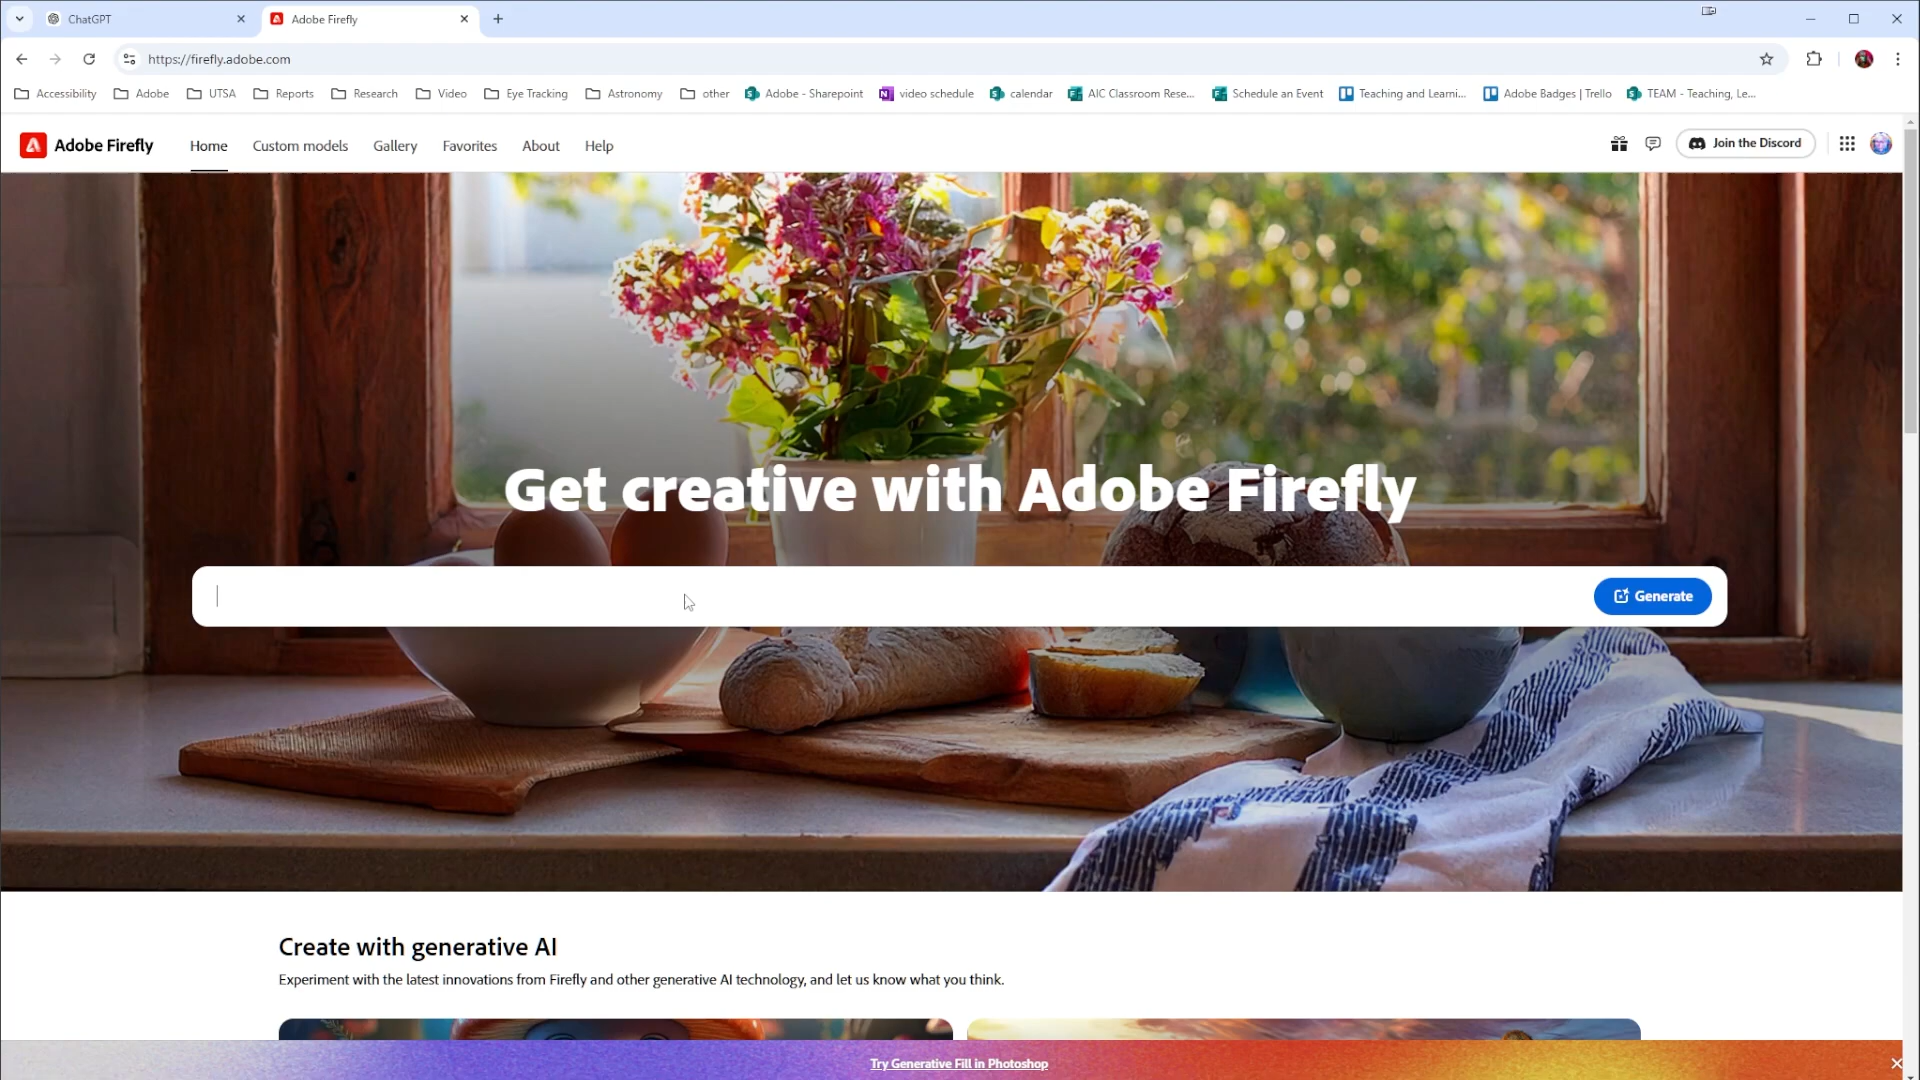 ChatGPT
Adobe Firefly
https://firefly.adobe.com
Accessibility
Adobe
UTSA
Reports
Research
Video
Eye Tracking
Astronomy
other
Adobe - Sharepoint
video schedule
calendar
AIC Classroom Rese...
Schedule an Event
Teaching and Learni...
Adobe Badges | Trello
TEAM - Teaching, Le...
Adobe Firefly
Home
Custom models
Gallery
Favorites
About
Help
Join the Discord
Get creative with Adobe Firefly
Generate
Create with generative AI
Experiment with the latest innovations from Firefly and other generative AI technology, and let us know what you think.
Try Generative Fill in Photoshop